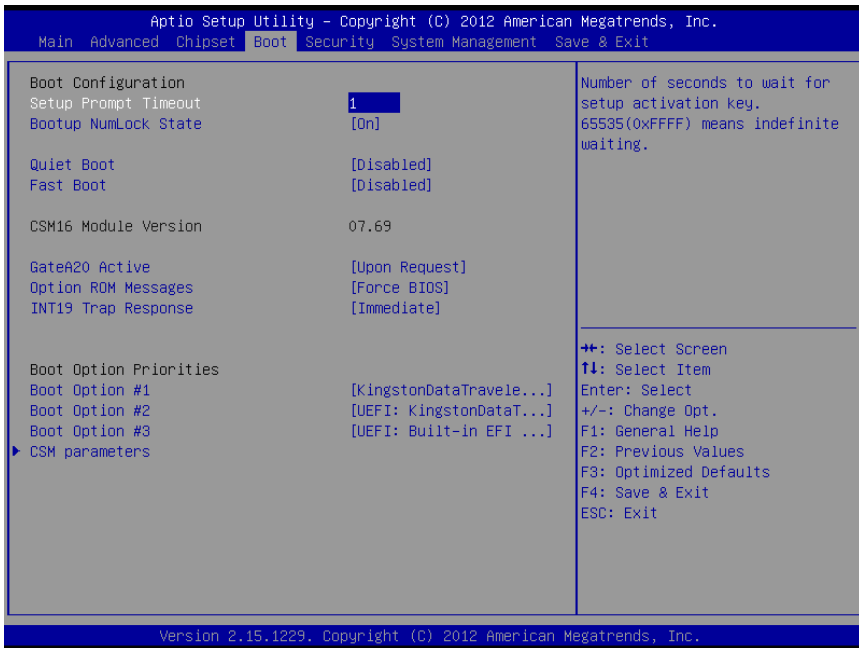 Aptio Setup Utility – Copyright (C) 2012 American Megatrends, Inc.
Main Advanced Chipset Boot Security System Management Save & Exit
Boot Configuration
Setup Prompt Timeout 1
Bootup NumLock State [On]
Quiet Boot [Disabled]
Fast Boot [Disabled]
CSM16 Module Version 07.69
GateA20 Active [Upon Request]
Option ROM Messages [Force BIOS]
INT19 Trap Response [Immediate]
Boot Option Priorities
Boot Option #1 [KingstonDataTravele...]
Boot Option #2 [UEFI: KingstonDataT...]
Boot Option #3 [UEFI: Built-in EFI ...]
CSM parameters
Number of seconds to wait for
setup activation key.
65535(0xFFFF) means indefinite
waiting.
→←: Select Screen
↑↓: Select Item
Enter: Select
+/-: Change Opt.
F1: General Help
F2: Previous Values
F3: Optimized Defaults
F4: Save & Exit
ESC: Exit
Version 2.15.1229. Copyright (C) 2012 American Megatrends, Inc.